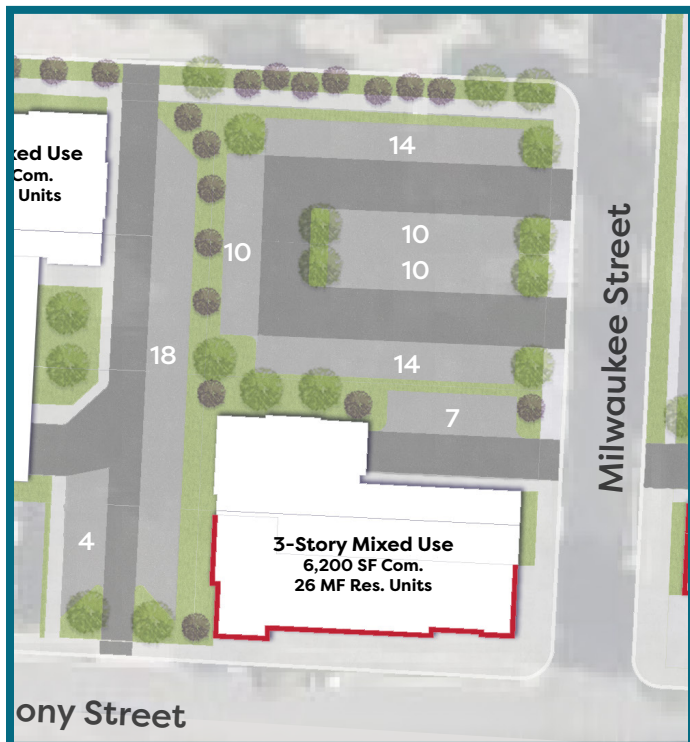 ked Use
Com.
Units
14
10
10
10
18
14
7
4
3-Story Mixed Use
6,200 SF Com.
26 MF Res. Units
Milwaukee Street
ony Street